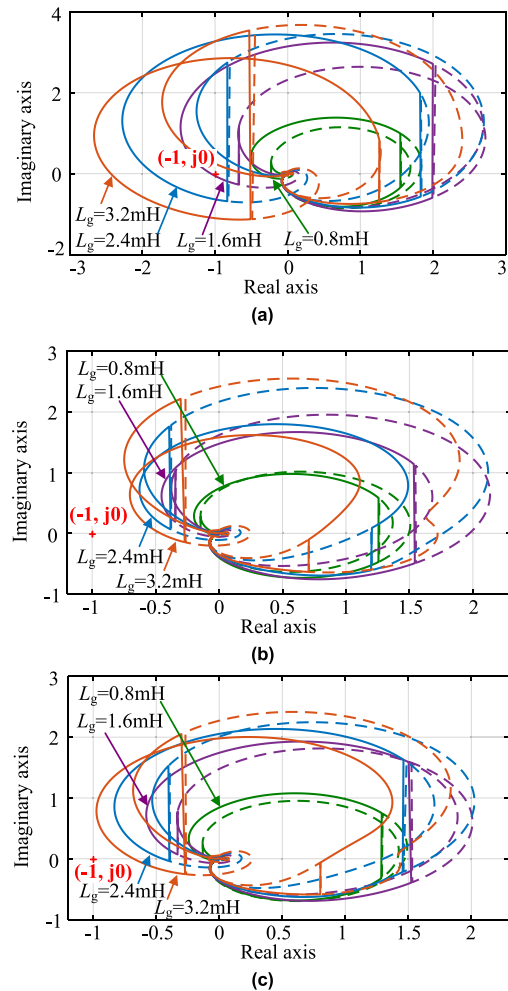 4
2
0
-2
Imaginary axis
(-1, j0)
Lg=3.2mH
Lg=2.4mH
Lg=1.6mH
Lg=0.8mH
-3 -2 -1 0 1 2 3
Real axis
(a)
3
2
1
0
-1
Imaginary axis
Lg=0.8mH
Lg=1.6mH
(-1, j0)
Lg=2.4mH
Lg=3.2mH
-1 -0.5 0 0.5 1 1.5 2
Real axis
(b)
3
2
1
0
-1
Imaginary axis
Lg=0.8mH
Lg=1.6mH
(-1, j0)
Lg=2.4mH
Lg=3.2mH
-1 -0.5 0 0.5 1 1.5 2
Real axis
(c)